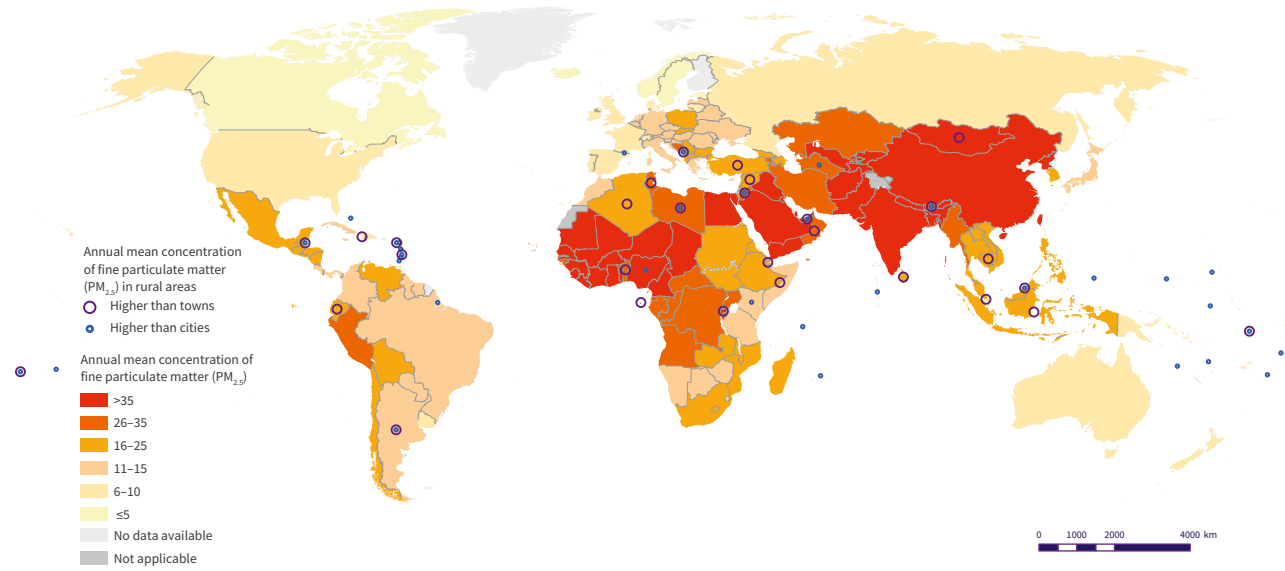 Annual mean concentration
of fine particulate matter
(PM2.5) in rural areas
Higher than towns
Higher than cities
Annual mean concentration of
fine particulate matter (PM2.5)
>35
26–35
16–25
11–15
6–10
≤5
No data available
Not applicable
0 1000 2000 4000 km